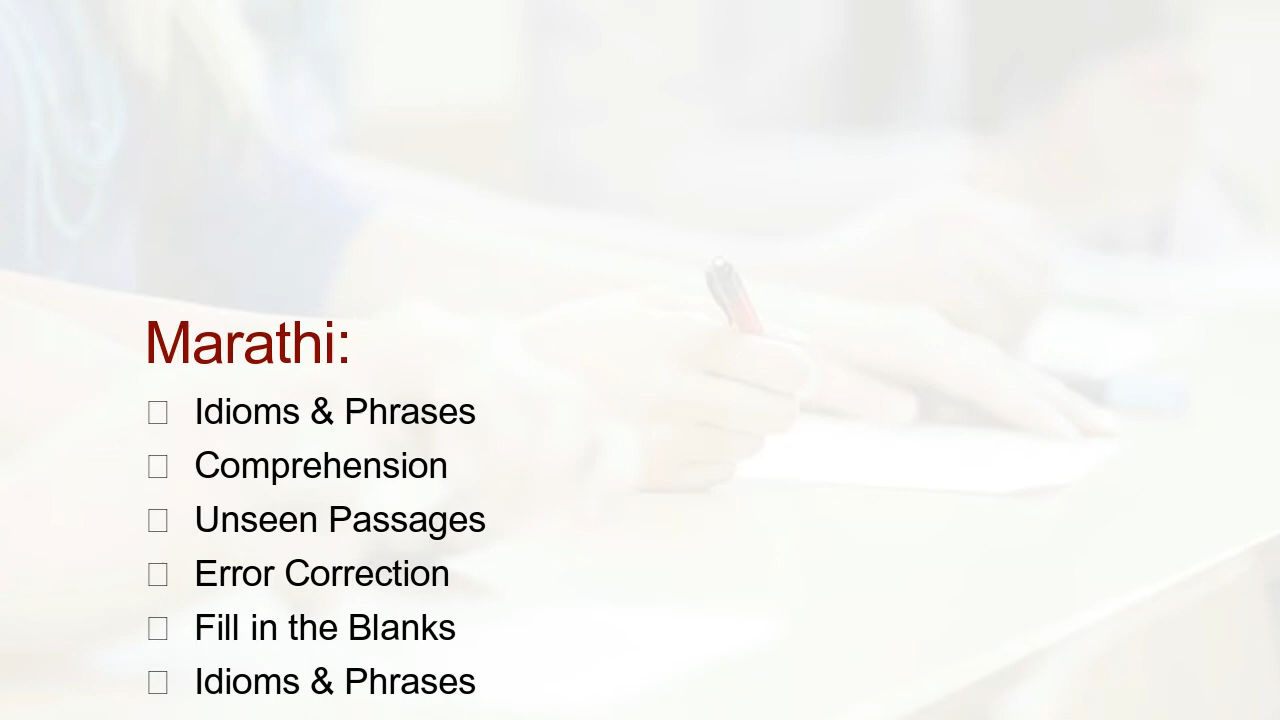 Marathi:
Idioms & Phrases
Comprehension
Unseen Passages
Error Correction
Fill in the Blanks
Idioms & Phrases